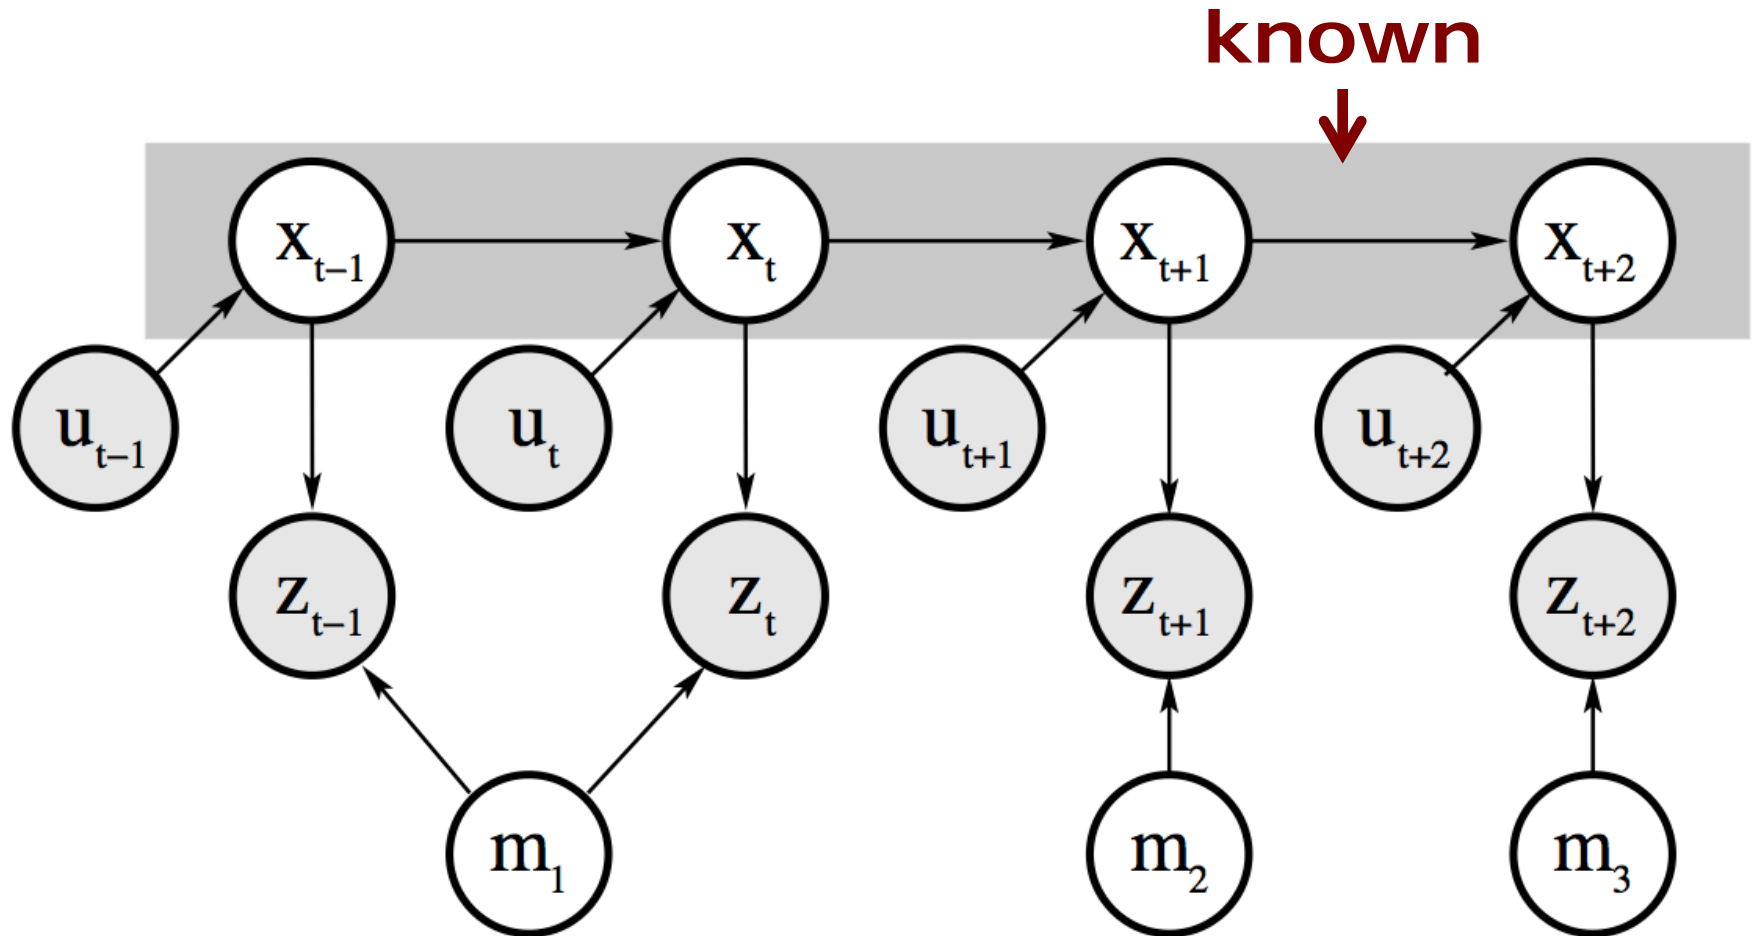 known
x_{t–1} x_t x_{t+1} x_{t+2}
u_{t–1} u_t u_{t+1} u_{t+2}
z_{t–1} z_t z_{t+1} z_{t+2}
m_1 m_2 m_3